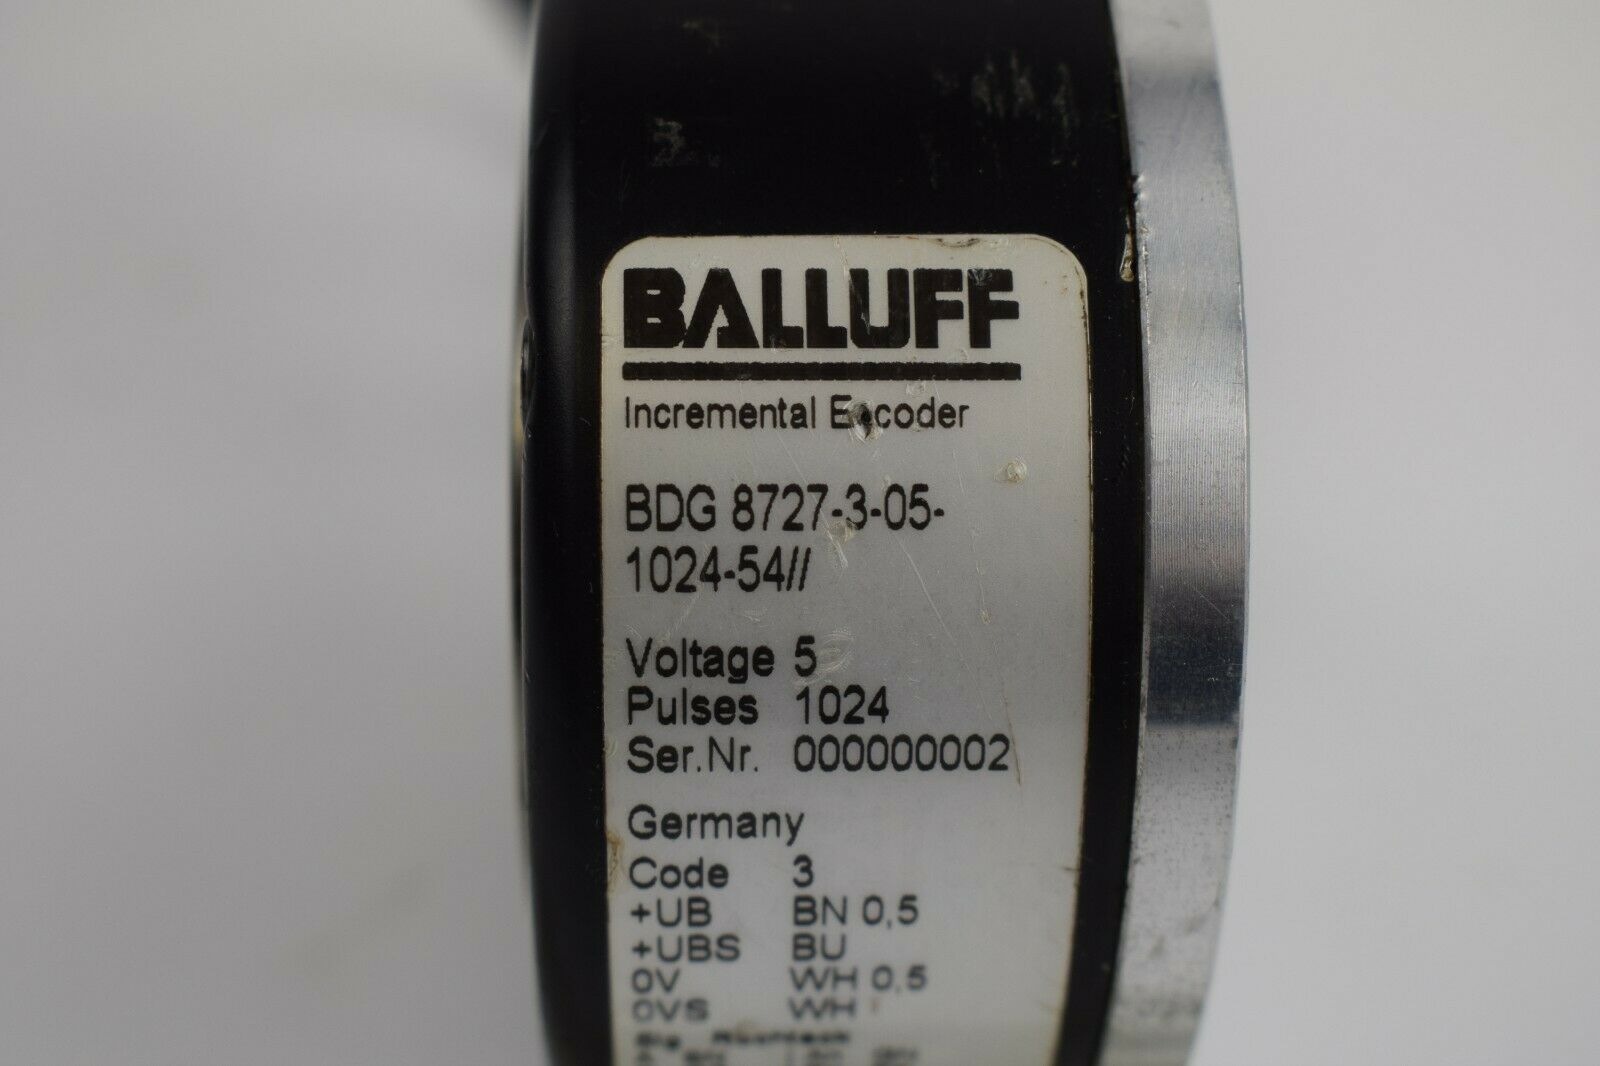 BALLUFF
Incremental Encoder
BDG 8727-3-05-
1024-54//
Voltage 5
Pulses 1024
Ser.Nr. 000000002
Germany
Code 3
+UB BN 0,5
+UBS BU
0V WH 0,5
0VS WH